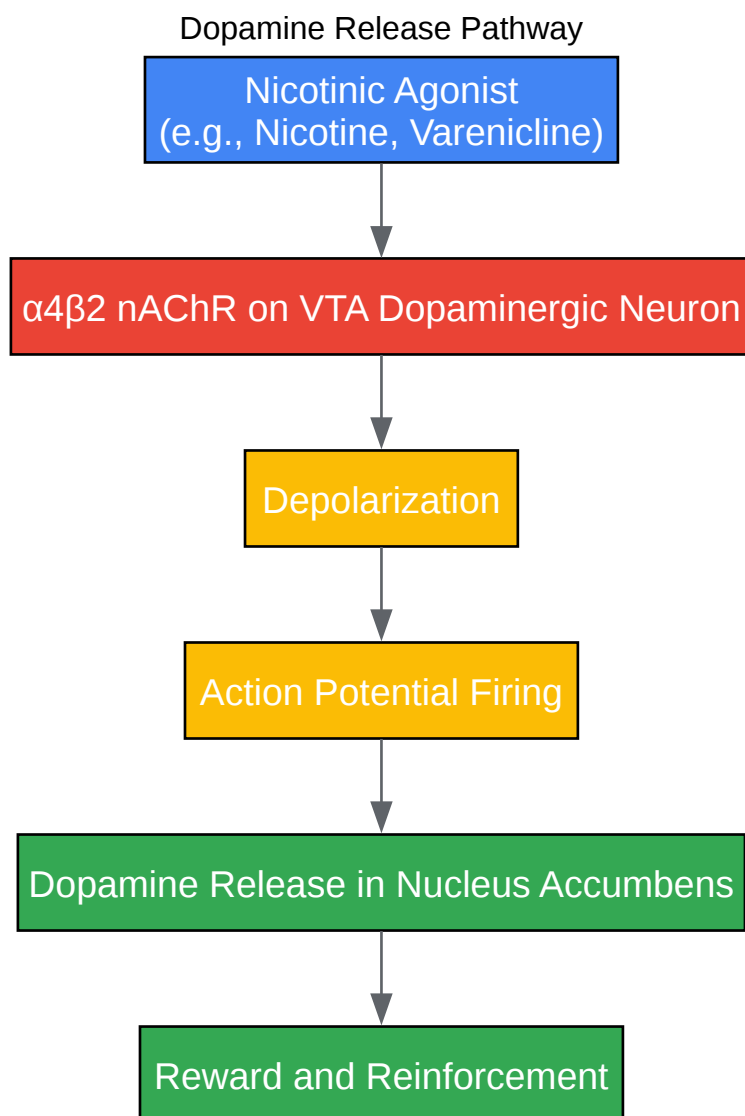 Dopamine Release Pathway
Nicotinic Agonist
(e.g., Nicotine, Varenicline)
α4β2 nAChR on VTA Dopaminergic Neuron
Depolarization
Action Potential Firing
Dopamine Release in Nucleus Accumbens
Reward and Reinforcement